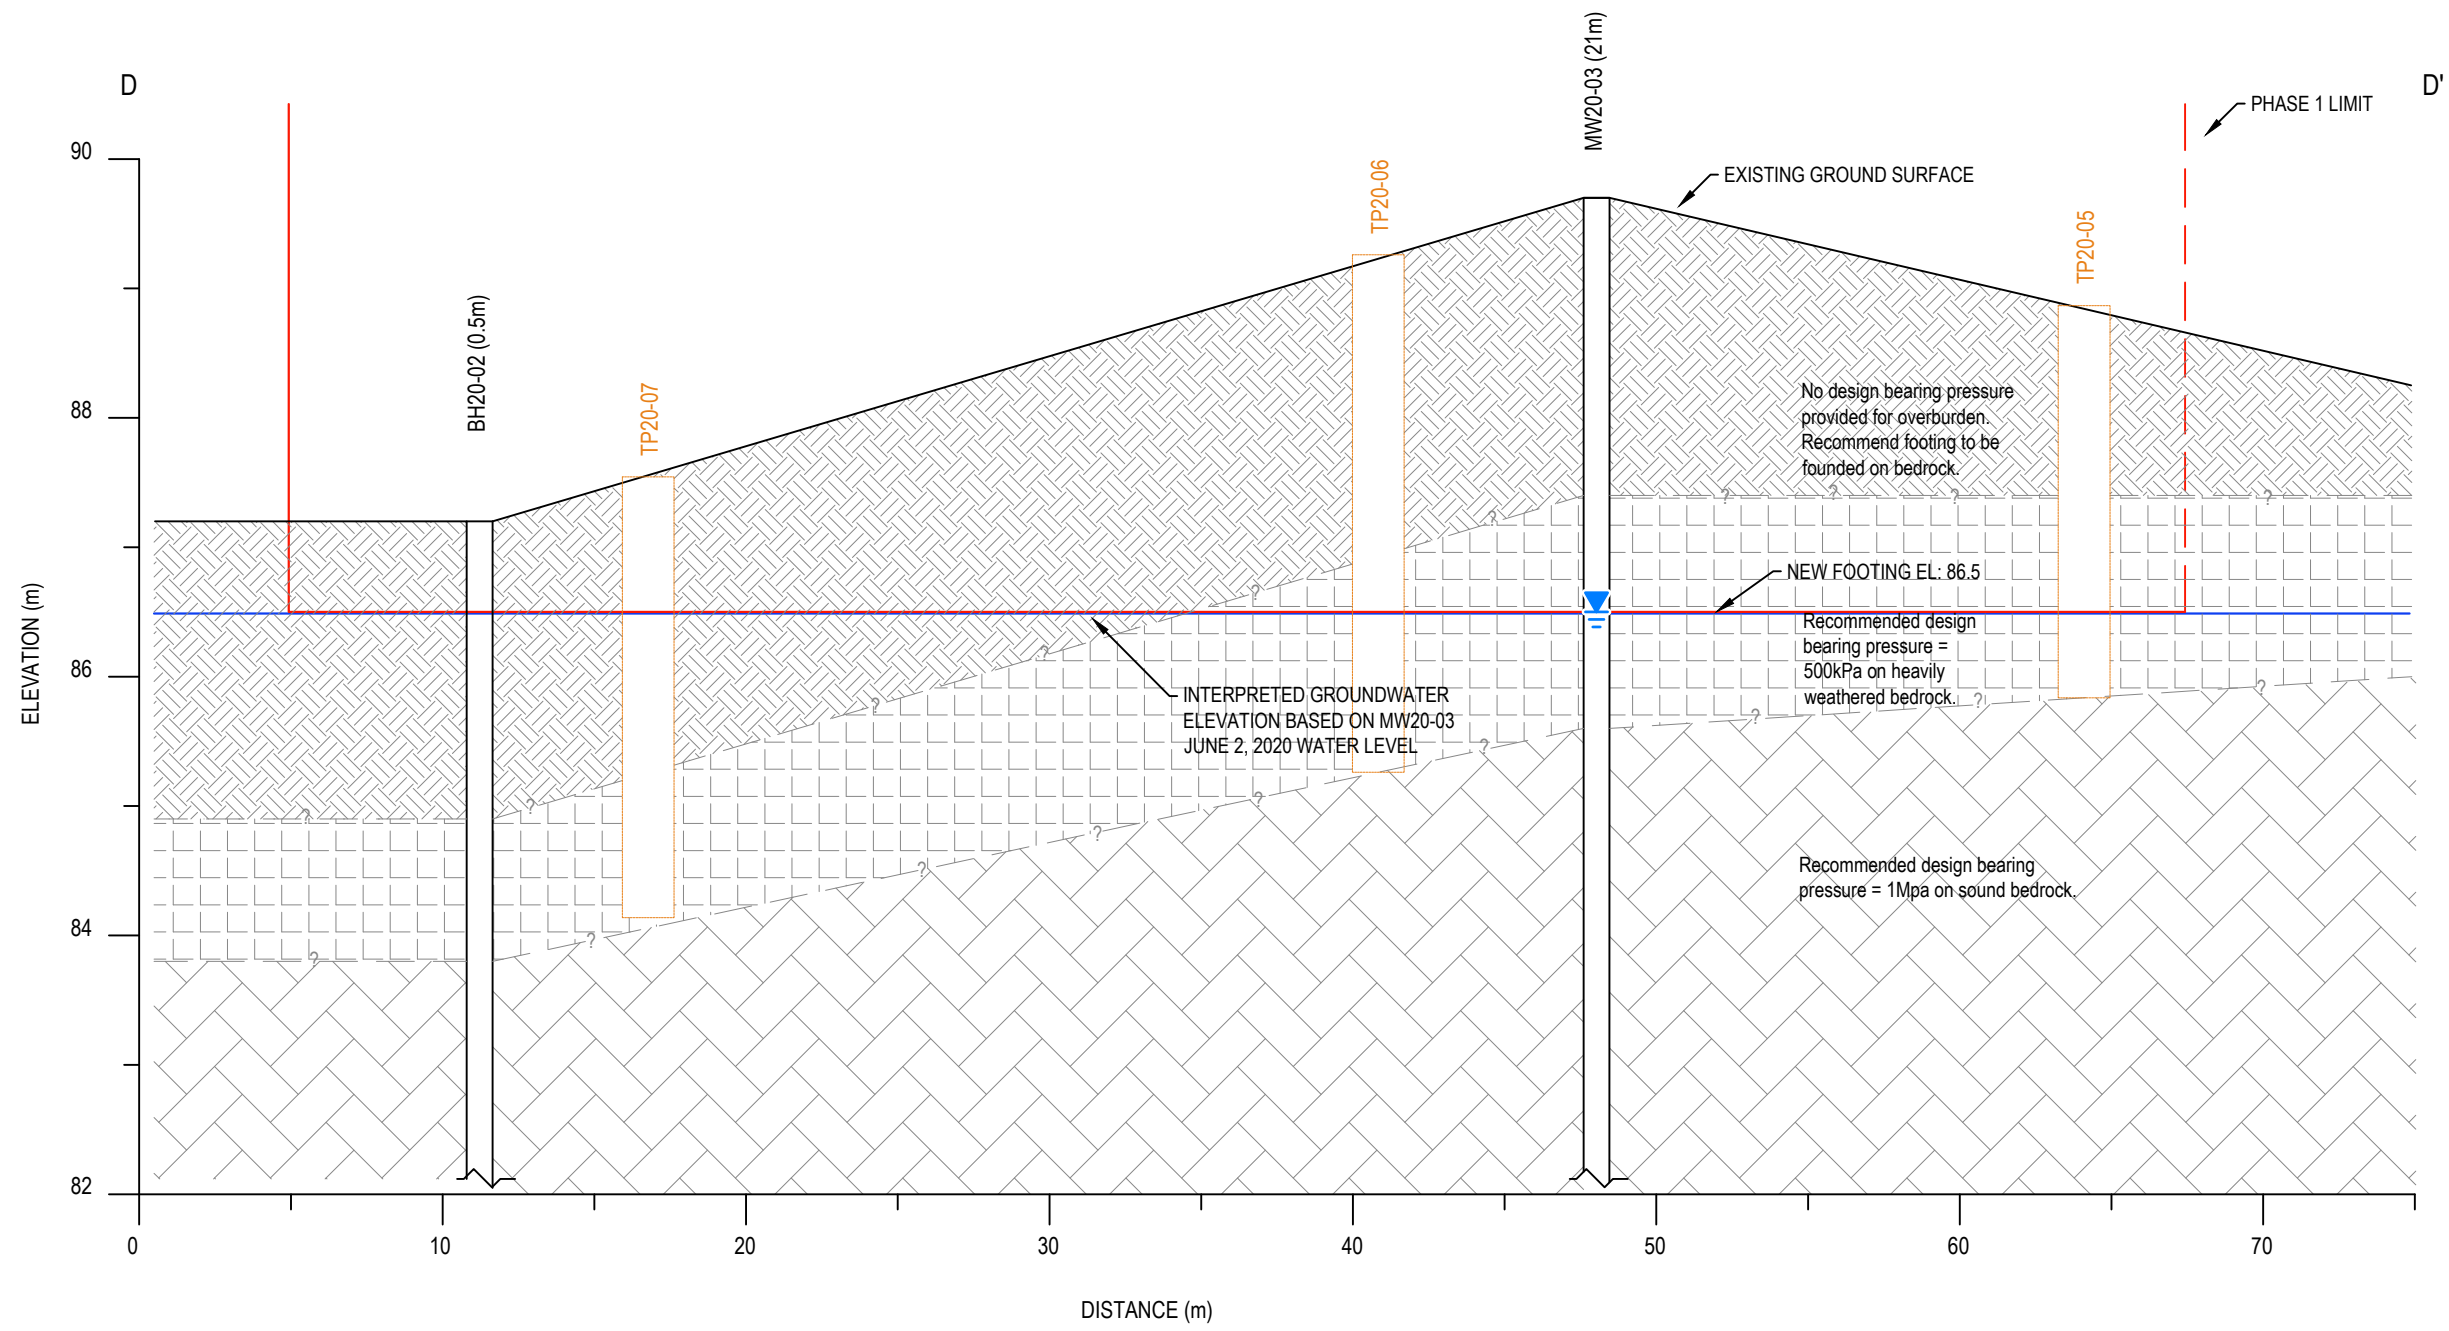 D
D'
MW20-03 (21m)
PHASE 1 LIMIT
90
EXISTING GROUND SURFACE
TP20-06
TP20-05
BH20-02 (0.5m)
TP20-07
88
No design bearing pressure
provided for overburden.
Recommend footing to be
founded on bedrock.
? ? ? ? ?
?
?
NEW FOOTING EL: 86.5
Recommended design
bearing pressure =
500kPa on heavily
weathered bedrock.
86
ELEVATION (m)
INTERPRETED GROUNDWATER
ELEVATION BASED ON MW20-03
JUNE 2, 2020 WATER LEVEL
? ? ? ?
? ? ? ?
? ? ? ?
Recommended design bearing
pressure = 1Mpa on sound bedrock.
84
? ?
82
0 10 20 30 40 50 60 70
DISTANCE (m)